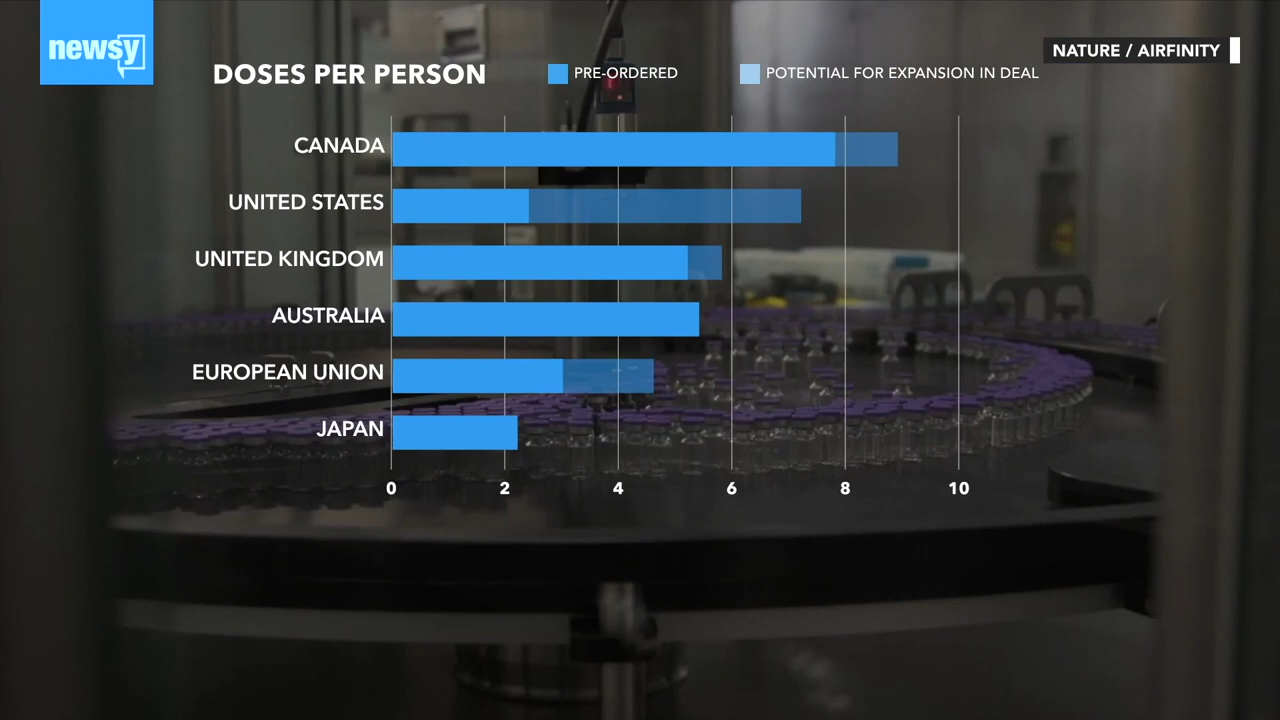 newsy
NATURE / AIRFINITY
DOSES PER PERSON
PRE-ORDERED
POTENTIAL FOR EXPANSION IN DEAL
CANADA
UNITED STATES
UNITED KINGDOM
AUSTRALIA
EUROPEAN UNION
JAPAN
0 2 4 6 8 10